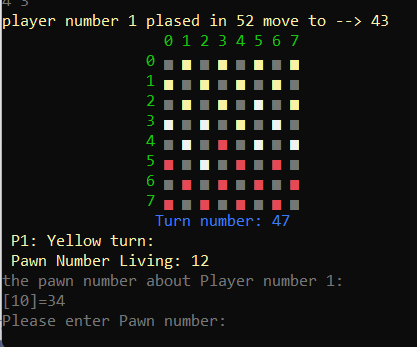 4 3
player number 1 plased in 52 move to --> 43
0 1 2 3 4 5 6 7
0
1
2
3
4
5
6
7
Turn number: 47
P1: Yellow turn:
Pawn Number Living: 12
the pawn number about Player number 1:
[10]=34
Please enter Pawn number: